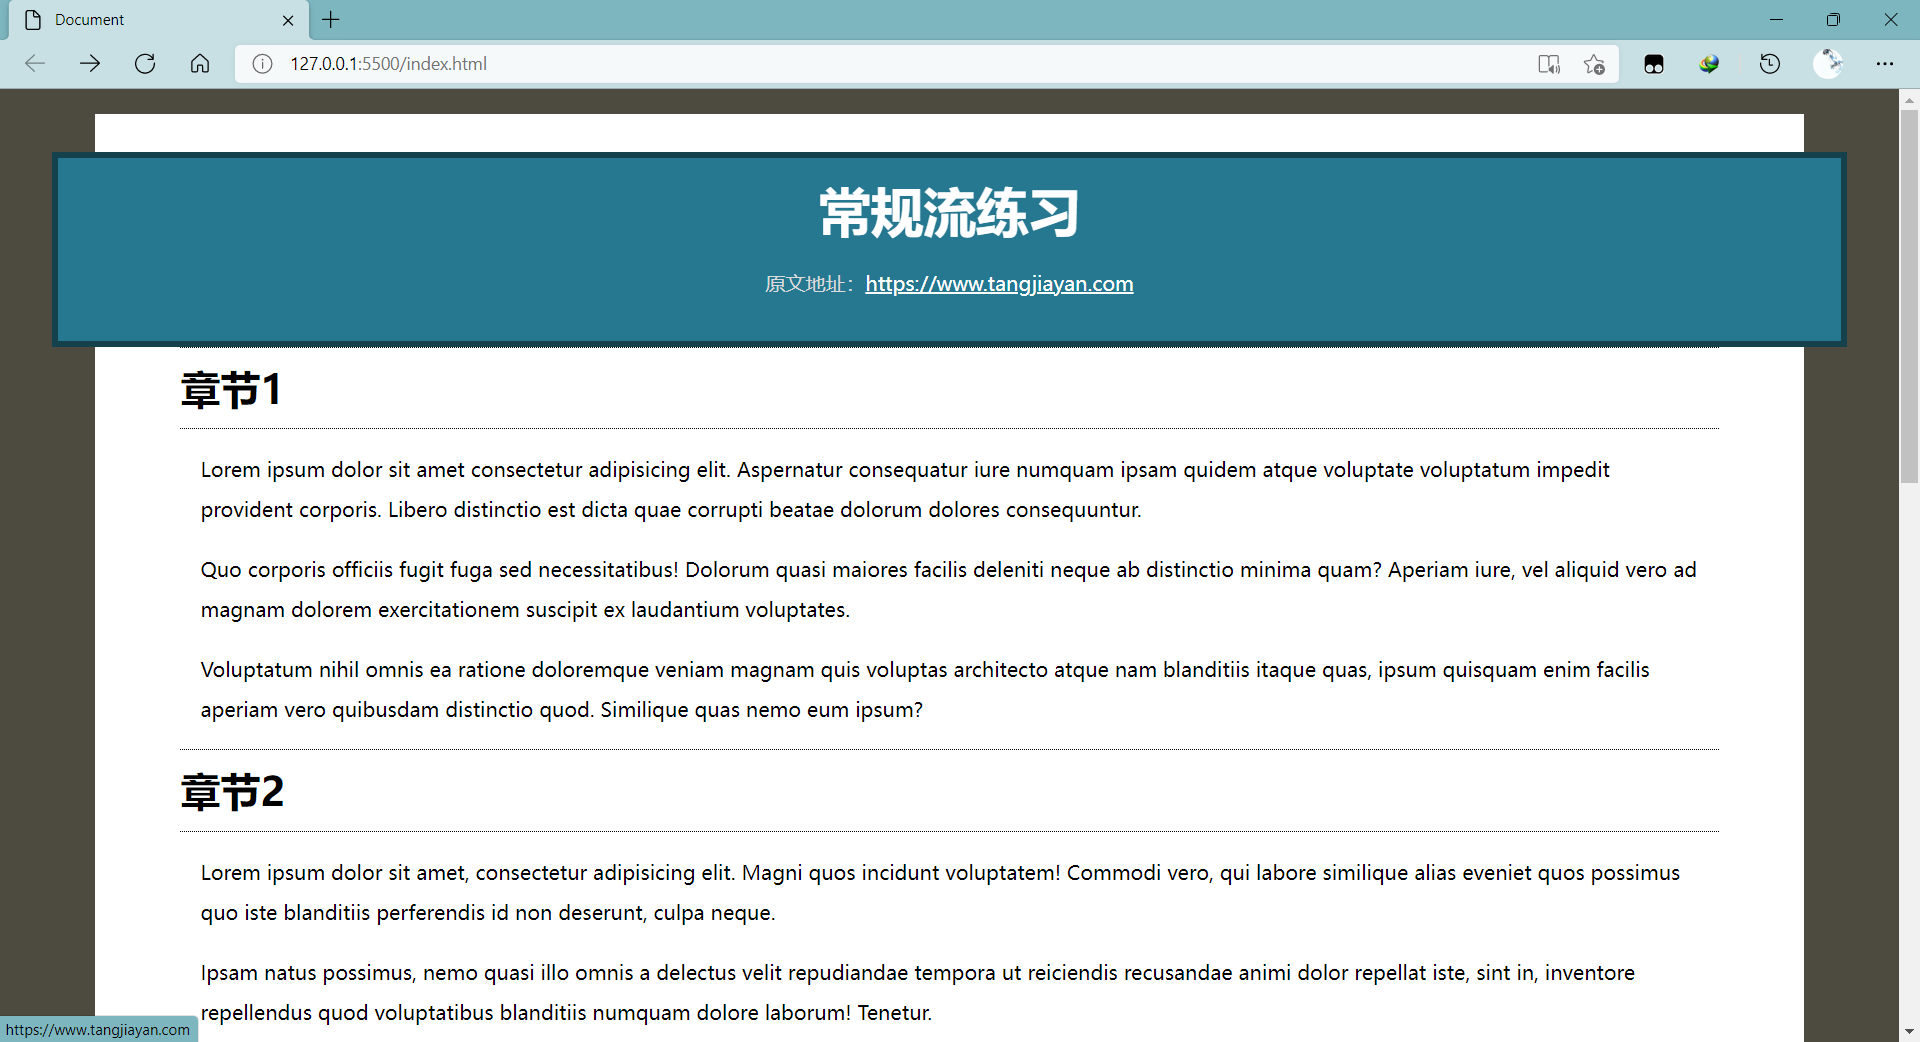 Document
127.0.0.1:5500/index.html
常规流练习
原文地址：https://www.tangjiayan.com
章节1
Lorem ipsum dolor sit amet consectetur adipisicing elit. Aspernatur consequatur iure numquam ipsam quidem atque voluptate voluptatum impedit
provident corporis. Libero distinctio est dicta quae corrupti beatae dolorum dolores consequuntur.
Quo corporis officiis fugit fuga sed necessitatibus! Dolorum quasi maiores facilis deleniti neque ab distinctio minima quam? Aperiam iure, vel aliquid vero ad
magnam dolorem exercitationem suscipit ex laudantium voluptates.
Voluptatum nihil omnis ea ratione doloremque veniam magnam quis voluptas architecto atque nam blanditiis itaque quas, ipsum quisquam enim facilis
aperiam vero quibusdam distinctio quod. Similique quas nemo eum ipsum?
章节2
Lorem ipsum dolor sit amet, consectetur adipisicing elit. Magni quos incidunt voluptatem! Commodi vero, qui labore similique alias eveniet quos possimus
quo iste blanditiis perferendis id non deserunt, culpa neque.
Ipsam natus possimus, nemo quasi illo omnis a delectus velit repudiandae tempora ut reiciendis recusandae animi dolor repellat iste, sint in, inventore
repellendus quod voluptatibus blanditiis numquam dolore laborum! Tenetur.
https://www.tangjiayan.com